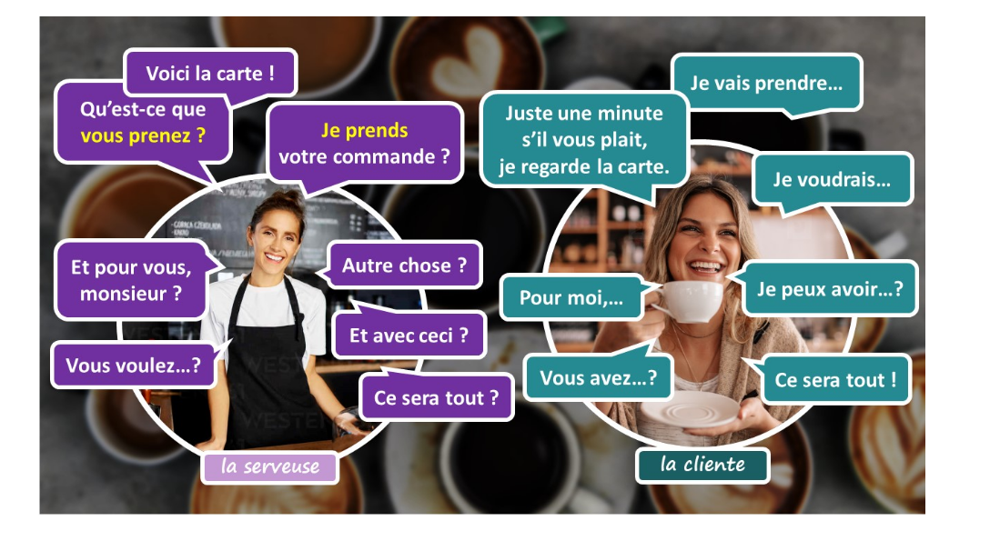 Voici la carte !
Qu'est-ce que
vous prenez ?
Je prends
votre commande ?
Et pour vous,
monsieur ?
Autre chose ?
Et avec ceci ?
Vous voulez...?
Ce sera tout ?
la serveuse
Je vais prendre...
Juste une minute
s'il vous plait,
je regarde la carte.
Je voudrais...
Pour moi,...
Je peux avoir...?
Vous avez...?
Ce sera tout !
la cliente